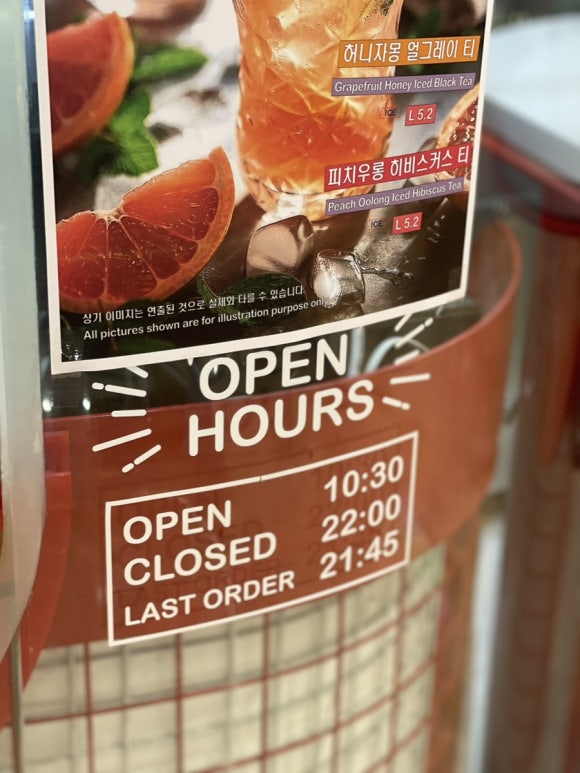 허니자몽 얼그레이 티
Grapefruit Honey Iced Black Tea
ICE L 5.2
피치우롱 히비스커스 티
Peach Oolong Iced Hibiscus Tea
ICE L 5.2
상기 이미지는 연출된 것으로 실제와 다를 수 있습니다.
All pictures shown are for illustration purpose only.
OPEN
HOURS
OPEN 10:30
CLOSED 22:00
LAST ORDER 21:45